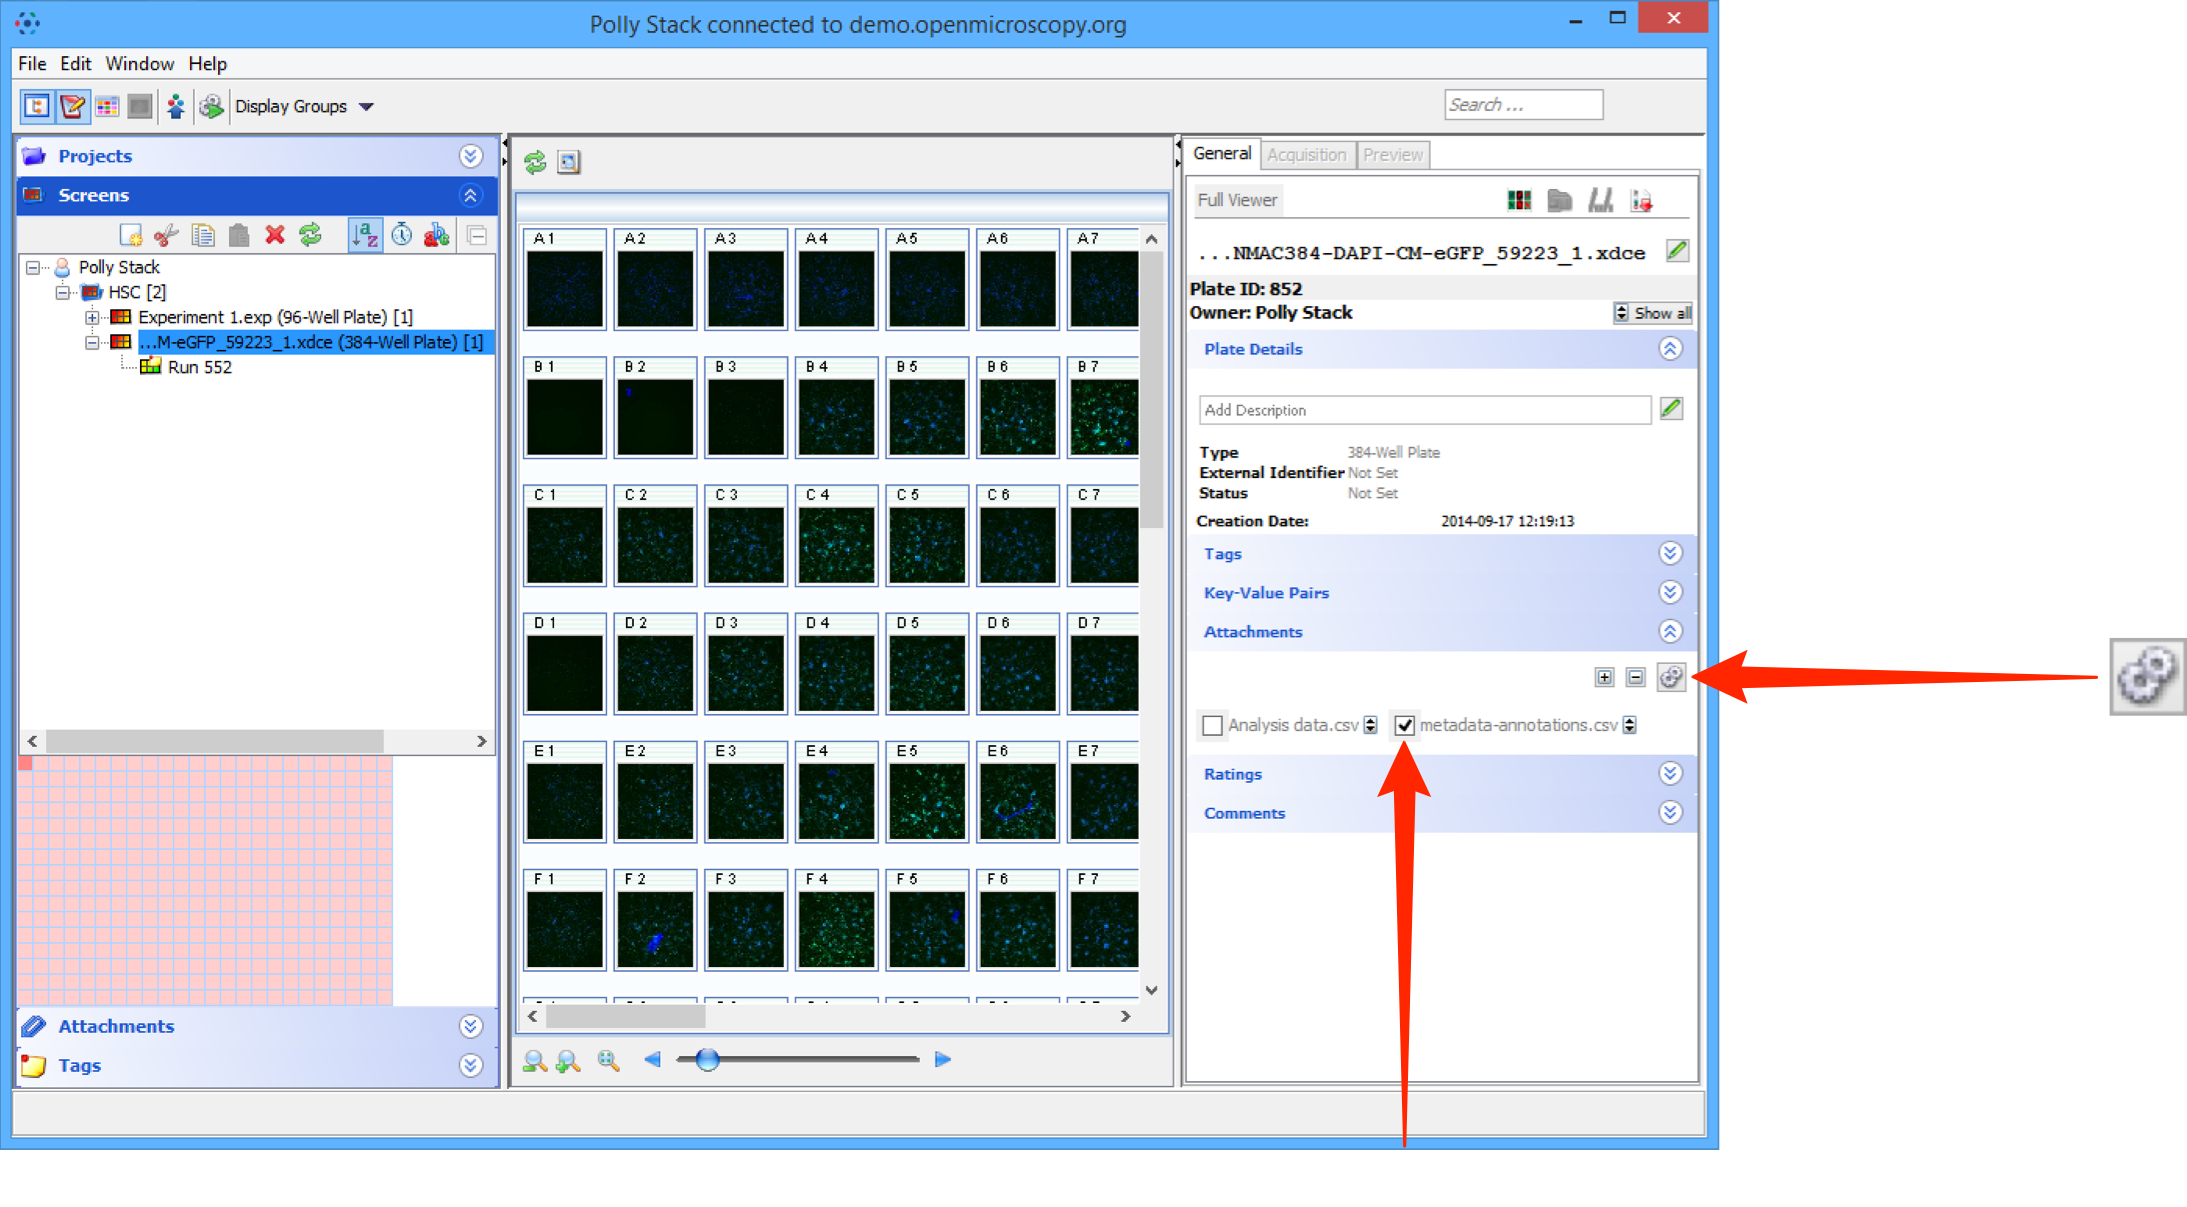 Polly Stack connected to demo.openmicroscopy.org
File Edit Window Help
Display Groups
Search ...
Projects
Screens
Polly Stack
HSC [2]
Experiment 1.exp (96-Well Plate) [1]
...M-eGFP_59223_1.xdce (384-Well Plate) [1]
Run 552
Attachments
Tags
A 1 A 2 A 3 A 4 A 5 A 6 A 7
B 1 B 2 B 3 B 4 B 5 B 6 B 7
C 1 C 2 C 3 C 4 C 5 C 6 C 7
D 1 D 2 D 3 D 4 D 5 D 6 D 7
E 1 E 2 E 3 E 4 E 5 E 6 E 7
F 1 F 2 F 3 F 4 F 5 F 6 F 7
General Acquisition Preview
Full Viewer
...NMAC384-DAPI-CM-eGFP_59223_1.xdce
Plate ID: 852
Owner: Polly Stack Show all
Plate Details
Add Description
Type 384-Well Plate
External Identifier Not Set
Status Not Set
Creation Date: 2014-09-17 12:19:13
Tags
Key-Value Pairs
Attachments
Analysis data.csv metadata-annotations.csv
Ratings
Comments